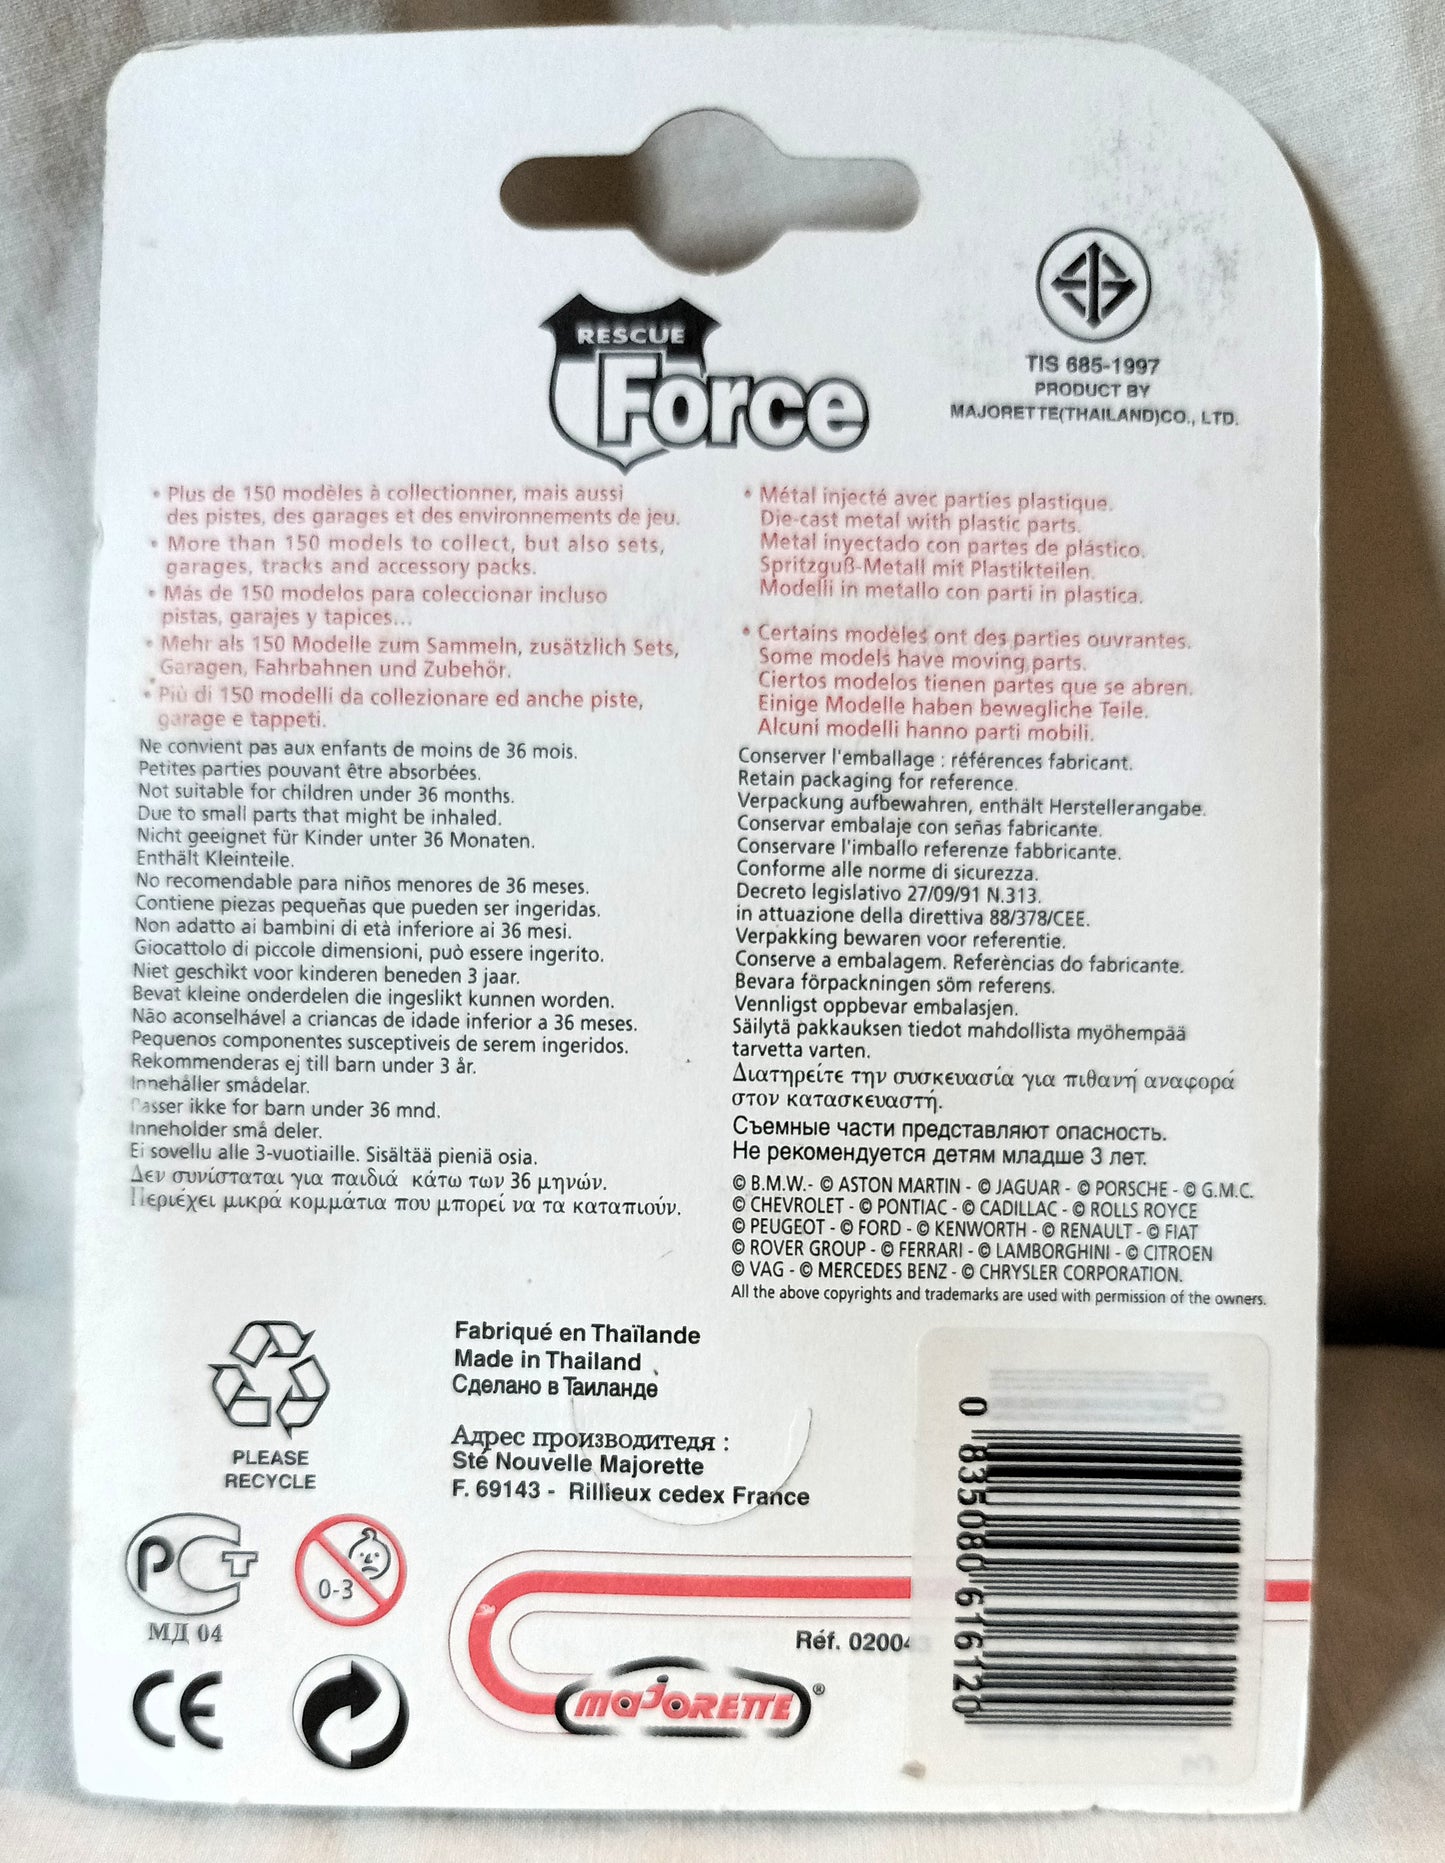 RESCUE
Force
TIS 685-1997
PRODUCT BY
MAJORETTE(THAILAND)CO., LTD.
• Plus de 150 modèles à collectionner, mais aussi
des pistes, des garages et des environnements de jeu.
• More than 150 models to collect, but also sets,
garages, tracks and accessory packs.
• Más de 150 modelos para coleccionar incluso
pistas, garajes y tapices...
• Mehr als 150 Modelle zum Sammeln, zusätzlich Sets,
Garagen, Fahrbahnen und Zubehör.
• Più di 150 modelli da collezionare ed anche piste,
garage e tappeti.
Ne convient pas aux enfants de moins de 36 mois.
Petites parties pouvant être absorbées.
Not suitable for children under 36 months.
Due to small parts that might be inhaled.
Nicht geeignet für Kinder unter 36 Monaten.
Enthält Kleinteile.
No recomendable para niños menores de 36 meses.
Contiene piezas pequeñas que pueden ser ingeridas.
Non adatto ai bambini di età inferiore ai 36 mesi.
Giocattolo di piccole dimensioni, può essere ingerito.
Niet geschikt voor kinderen beneden 3 jaar.
Bevat kleine onderdelen die ingeslikt kunnen worden.
Não aconselhável a criancas de idade inferior a 36 meses.
Pequenos componentes susceptiveis de serem ingeridos.
Rekommenderas ej till barn under 3 år.
Innehåller smådelar.
Passer ikke for barn under 36 mnd.
Inneholder små deler.
Ei sovellu alle 3-vuotiaille. Sisältää pieniä osia.
Δεν συνίσταται για παιδιά κάτω των 36 μηνών.
Περιέχει μικρά κομμάτια που μπορεί να τα καταπιούν.
• Métal injecté avec parties plastique.
Die-cast metal with plastic parts.
Metal inyectado con partes de plástico.
Spritzguß-Metall mit Plastikteilen.
Modelli in metallo con parti in plastica.
• Certains modèles ont des parties ouvrantes.
Some models have moving parts.
Ciertos modelos tienen partes que se abren.
Einige Modelle haben bewegliche Teile.
Alcuni modelli hanno parti mobili.
Conserver l'emballage : références fabricant.
Retain packaging for reference.
Verpackung aufbewahren, enthält Herstellerangabe.
Conservar embalaje con señas fabricante.
Conservare l'imballo referenze fabbricante.
Conforme alle norme di sicurezza.
Decreto legislativo 27/09/91 N.313.
in attuazione della direttiva 88/378/CEE.
Verpakking bewaren voor referentie.
Conserve a embalagem. Referències do fabricante.
Bevara förpackningen söm referens.
Vennligst oppbevar embalasjen.
Säilytä pakkauksen tiedot mahdollista myöhempää
tarvetta varten.
Διατηρείτε την συσκευασία για πιθανή αναφορά
στον κατασκευαστή.
Съемные части представляют опасность.
Не рекомендуется детям младше 3 лет.
© B.M.W.- © ASTON MARTIN - © JAGUAR - © PORSCHE - © G.M.C.
© CHEVROLET - © PONTIAC - © CADILLAC - © ROLLS ROYCE
© PEUGEOT - © FORD - © KENWORTH - © RENAULT - © FIAT
© ROVER GROUP - © FERRARI - © LAMBORGHINI - © CITROEN
© VAG - © MERCEDES BENZ - © CHRYSLER CORPORATION.
All the above copyrights and trademarks are used with permission of the owners.
PLEASE
RECYCLE
Fabriqué en Thaïlande
Made in Thailand
Сделано в Таиланде
Адрес производителя :
Sté Nouvelle Majorette
F. 69143 - Rillieux cedex France
РСТ
МД 04
0-3
CE
Réf. 02004
MAJORETTE®
0 835080 616120